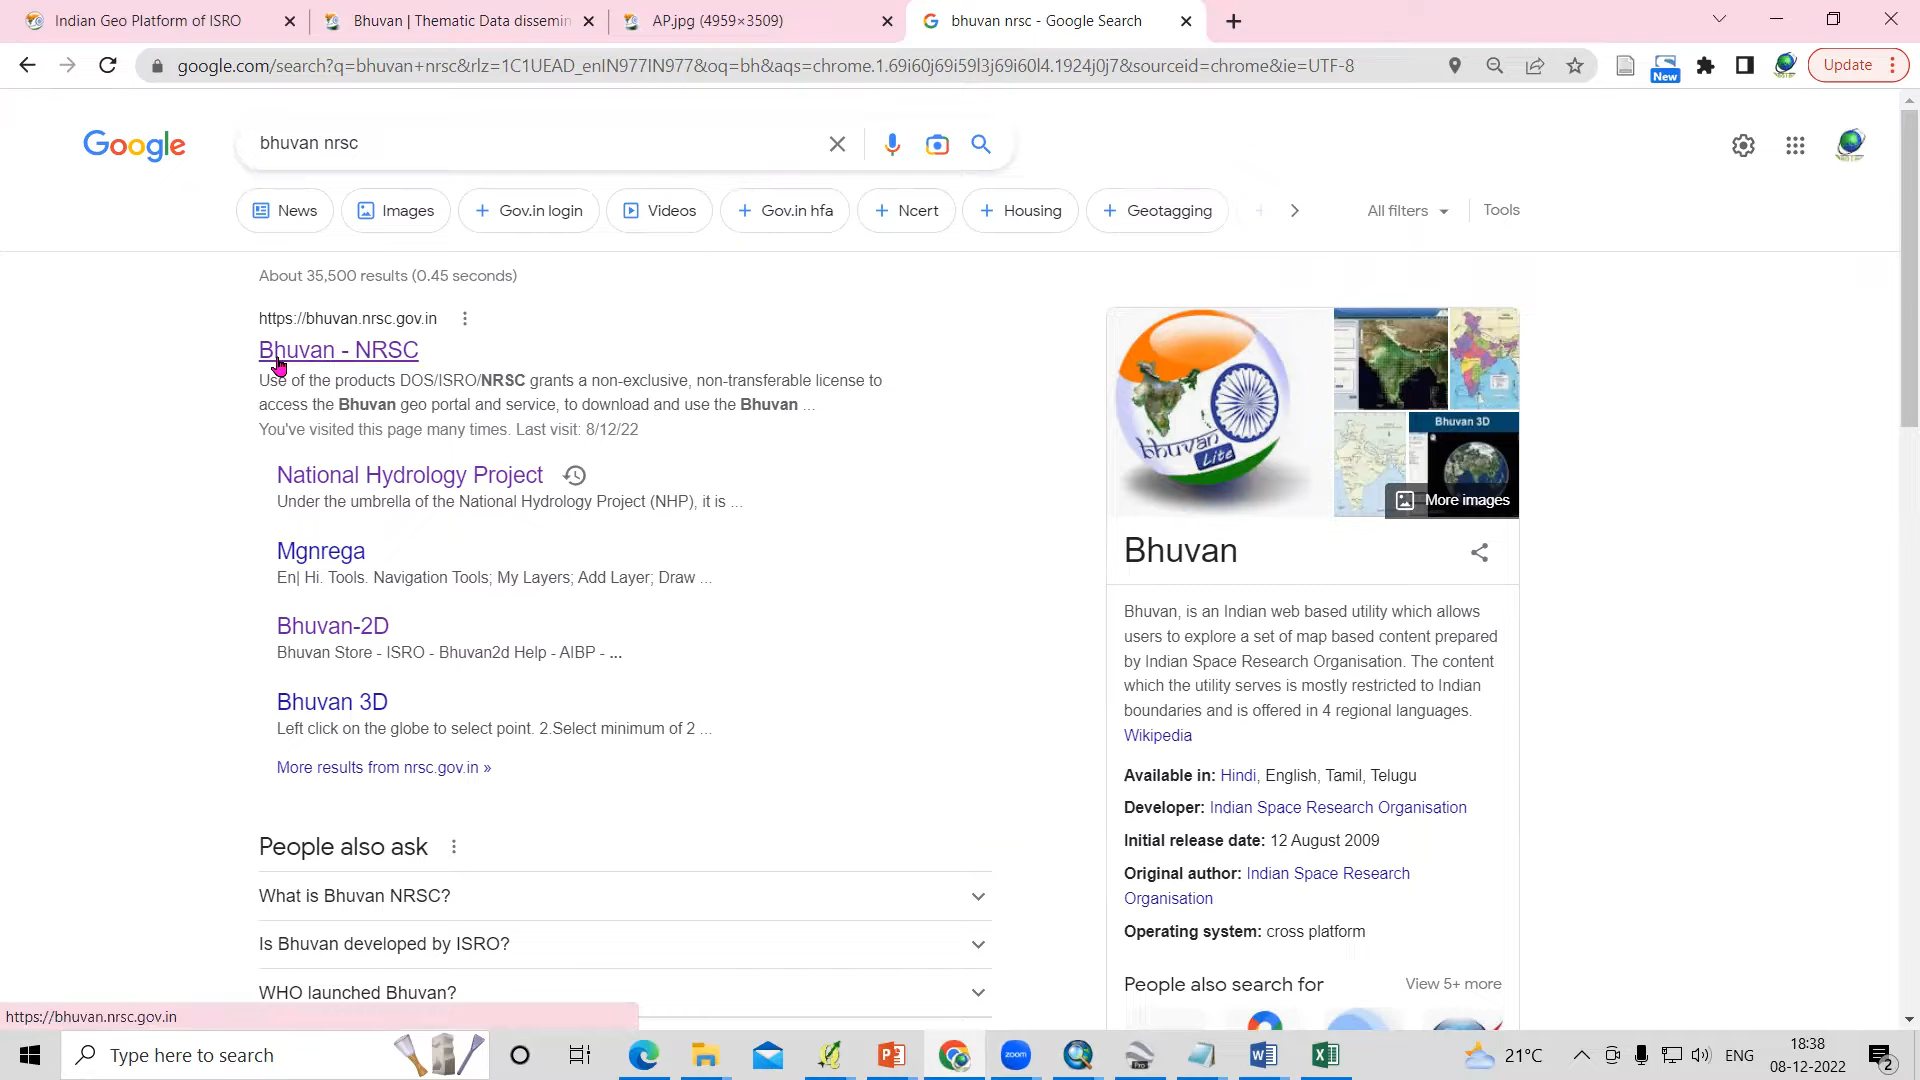 Indian Geo Platform of ISRO
Bhuvan | Thematic Data dissemin
AP.jpg (4959×3509)
bhuvan nrsc - Google Search
google.com/search?q=bhuvan+nrsc&rlz=1C1UEAD_enIN977IN977&oq=bh&aqs=chrome.1.69i60j69i59l3j69i60l4.1924j0j7&sourceid=chrome&ie=UTF-8
New
Update
Google
bhuvan nrsc
News
Images
Gov.in login
Videos
Gov.in hfa
Ncert
Housing
Geotagging
All filters
Tools
About 35,500 results (0.45 seconds)
https://bhuvan.nrsc.gov.in
Bhuvan - NRSC
Use of the products DOS/ISRO/NRSC grants a non-exclusive, non-transferable license to
access the Bhuvan geo portal and service, to download and use the Bhuvan ...
You've visited this page many times. Last visit: 8/12/22
National Hydrology Project
Under the umbrella of the National Hydrology Project (NHP), it is ...
Mgnrega
En| Hi. Tools. Navigation Tools; My Layers; Add Layer; Draw ...
Bhuvan-2D
Bhuvan Store - ISRO - Bhuvan2d Help - AIBP - ...
Bhuvan 3D
Left click on the globe to select point. 2.Select minimum of 2 ...
More results from nrsc.gov.in »
People also ask
What is Bhuvan NRSC?
Is Bhuvan developed by ISRO?
WHO launched Bhuvan?
bhuvan
Lite
Bhuvan 3D
More images
Bhuvan
Bhuvan, is an Indian web based utility which allows
users to explore a set of map based content prepared
by Indian Space Research Organisation. The content
which the utility serves is mostly restricted to Indian
boundaries and is offered in 4 regional languages.
Wikipedia
Available in: Hindi, English, Tamil, Telugu
Developer: Indian Space Research Organisation
Initial release date: 12 August 2009
Original author: Indian Space Research
Organisation
Operating system: cross platform
People also search for
View 5+ more
https://bhuvan.nrsc.gov.in
Type here to search
zoom
Pro
21°C
ENG
18:38
08-12-2022
2